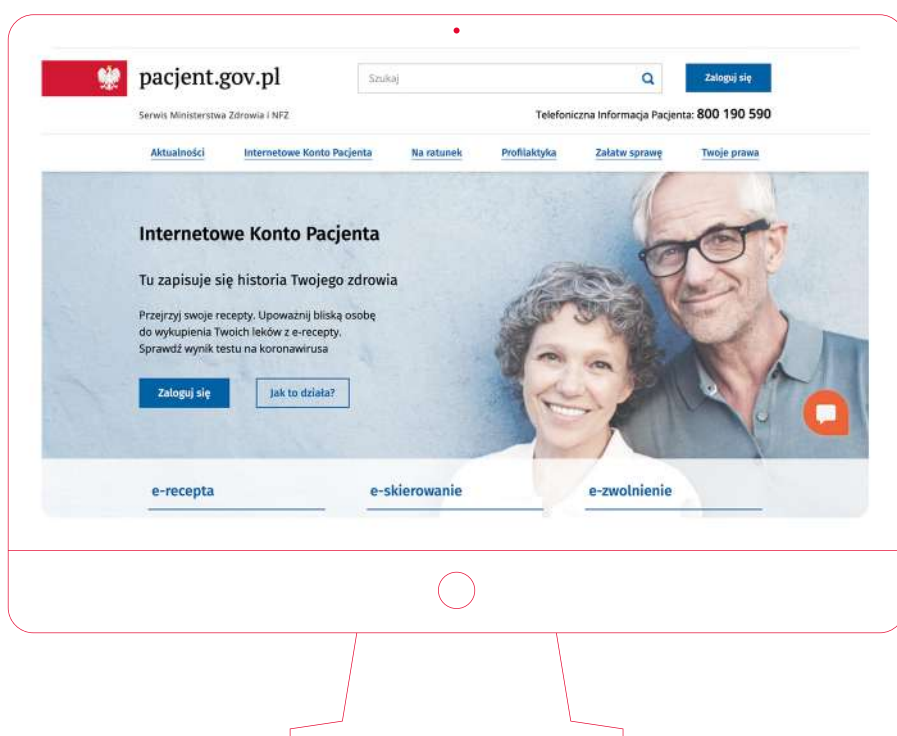 pacjent.gov.pl
Szukaj
Zaloguj się
Serwis Ministerstwa Zdrowia i NFZ
Telefoniczna Informacja Pacjenta: 800 190 590
Aktualności Internetowe Konto Pacjenta Na ratunek Profilaktyka Załatw sprawę Twoje prawa
Internetowe Konto Pacjenta
Tu zapisuje się historia Twojego zdrowia
Przejrzyj swoje recepty. Upoważnij bliską osobę
do wykupienia Twoich leków z e-recepty.
Sprawdź wynik testu na koronawirusa
Zaloguj się Jak to działa?
e-recepta e-skierowanie e-zwolnienie